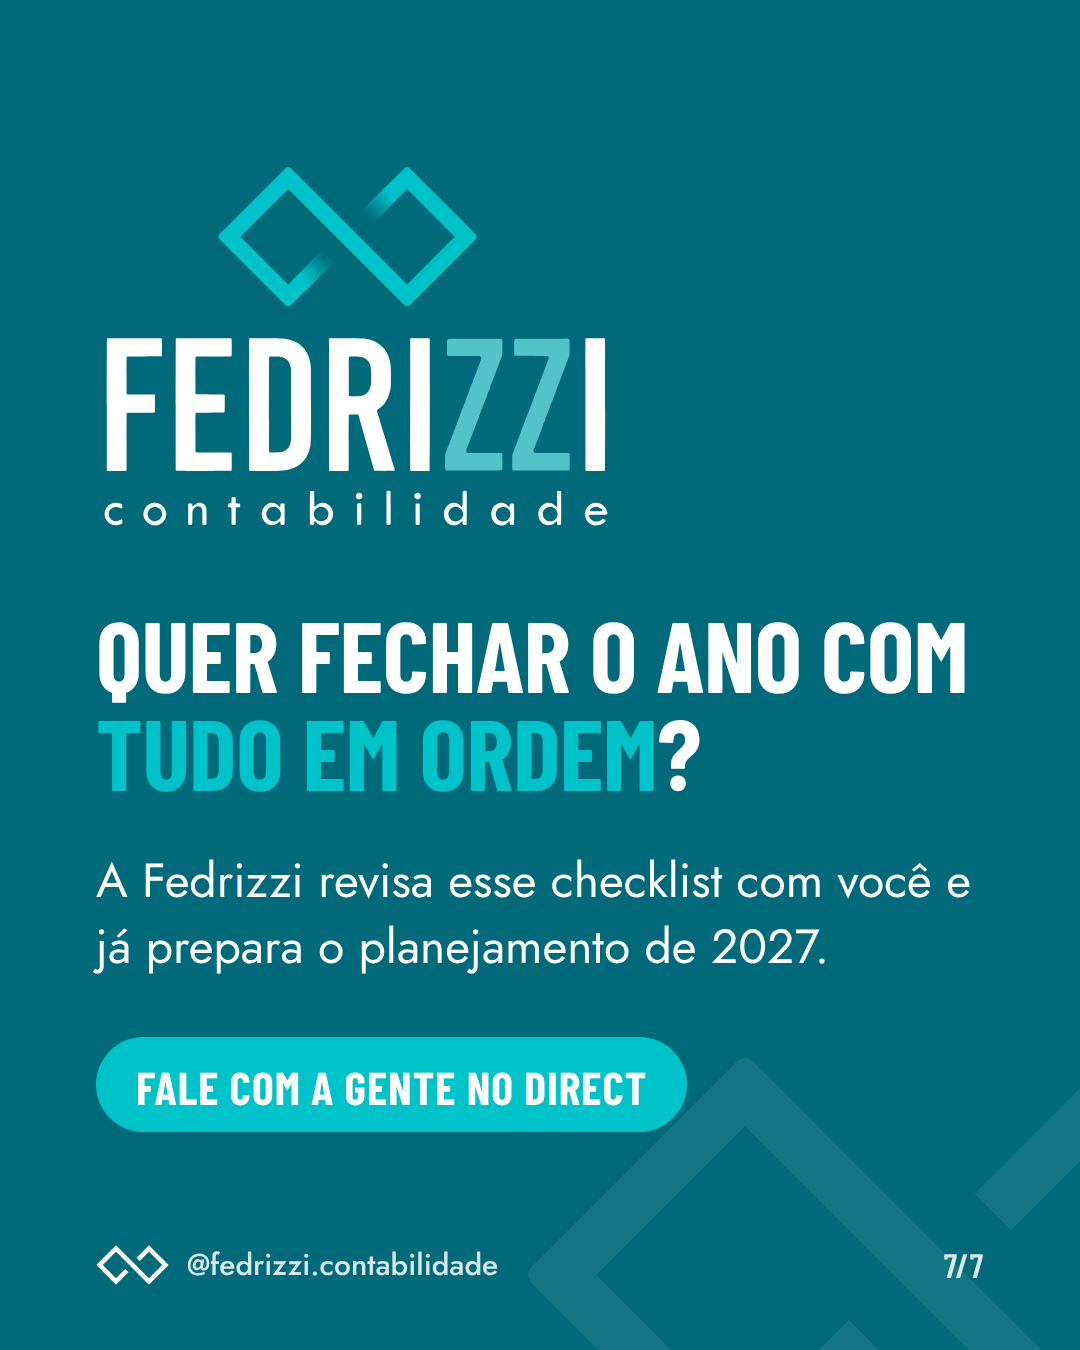 FEDRIZZI
contabilidade
QUER FECHAR O ANO COM
TUDO EM ORDEM?
A Fedrizzi revisa esse checklist com você e
já prepara o planejamento de 2027.
FALE COM A GENTE NO DIRECT
@fedrizzi.contabilidade
7/7